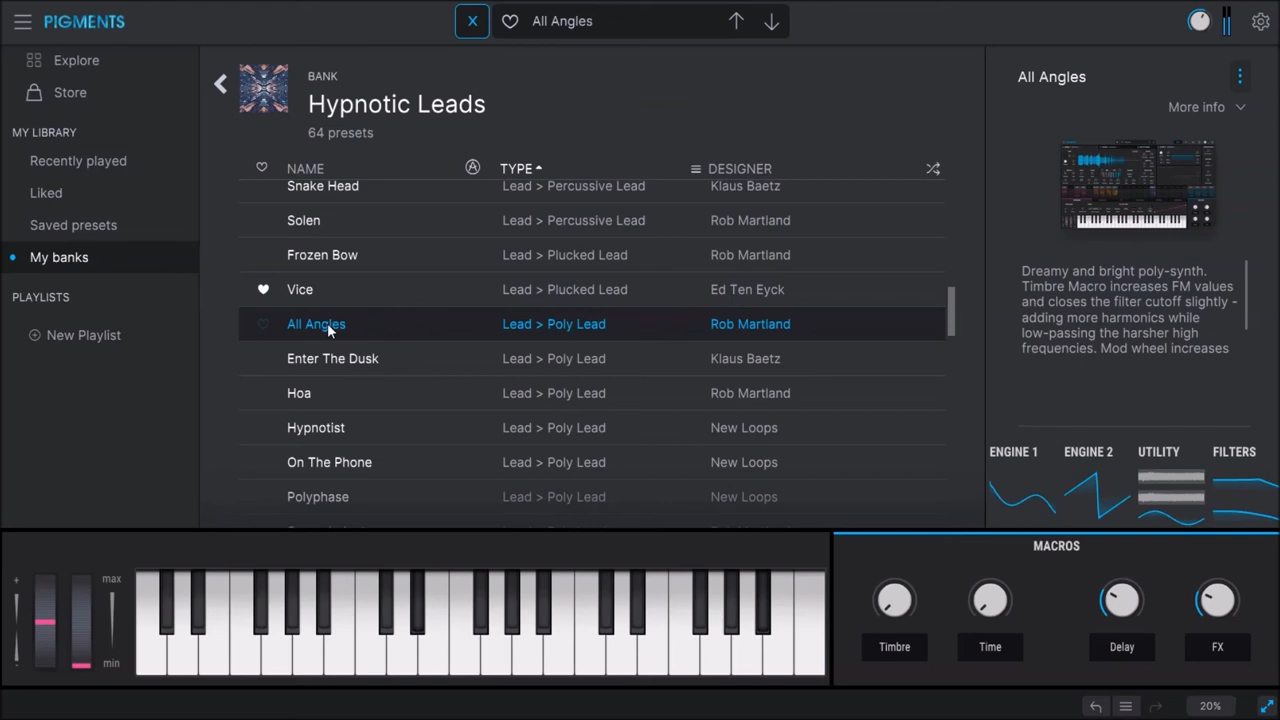 PIGMENTS
X
All Angles
Explore
Store
MY LIBRARY
Recently played
Liked
Saved presets
My banks
PLAYLISTS
New Playlist
BANK
Hypnotic Leads
64 presets
NAME TYPE DESIGNER
Snake Head Lead > Percussive Lead Klaus Baetz
Solen Lead > Percussive Lead Rob Martland
Frozen Bow Lead > Plucked Lead Rob Martland
Vice Lead > Plucked Lead Ed Ten Eyck
All Angles Lead > Poly Lead Rob Martland
Enter The Dusk Lead > Poly Lead Klaus Baetz
Hoa Lead > Poly Lead Rob Martland
Hypnotist Lead > Poly Lead New Loops
On The Phone Lead > Poly Lead New Loops
Polyphase Lead > Poly Lead New Loops
All Angles
More info
Dreamy and bright poly-synth.
Timbre Macro increases FM values
and closes the filter cutoff slightly -
adding more harmonics while
low-passing the harsher high
frequencies. Mod wheel increases
ENGINE 1 ENGINE 2 UTILITY FILTERS
+
-
max
min
MACROS
Timbre Time Delay FX
20%